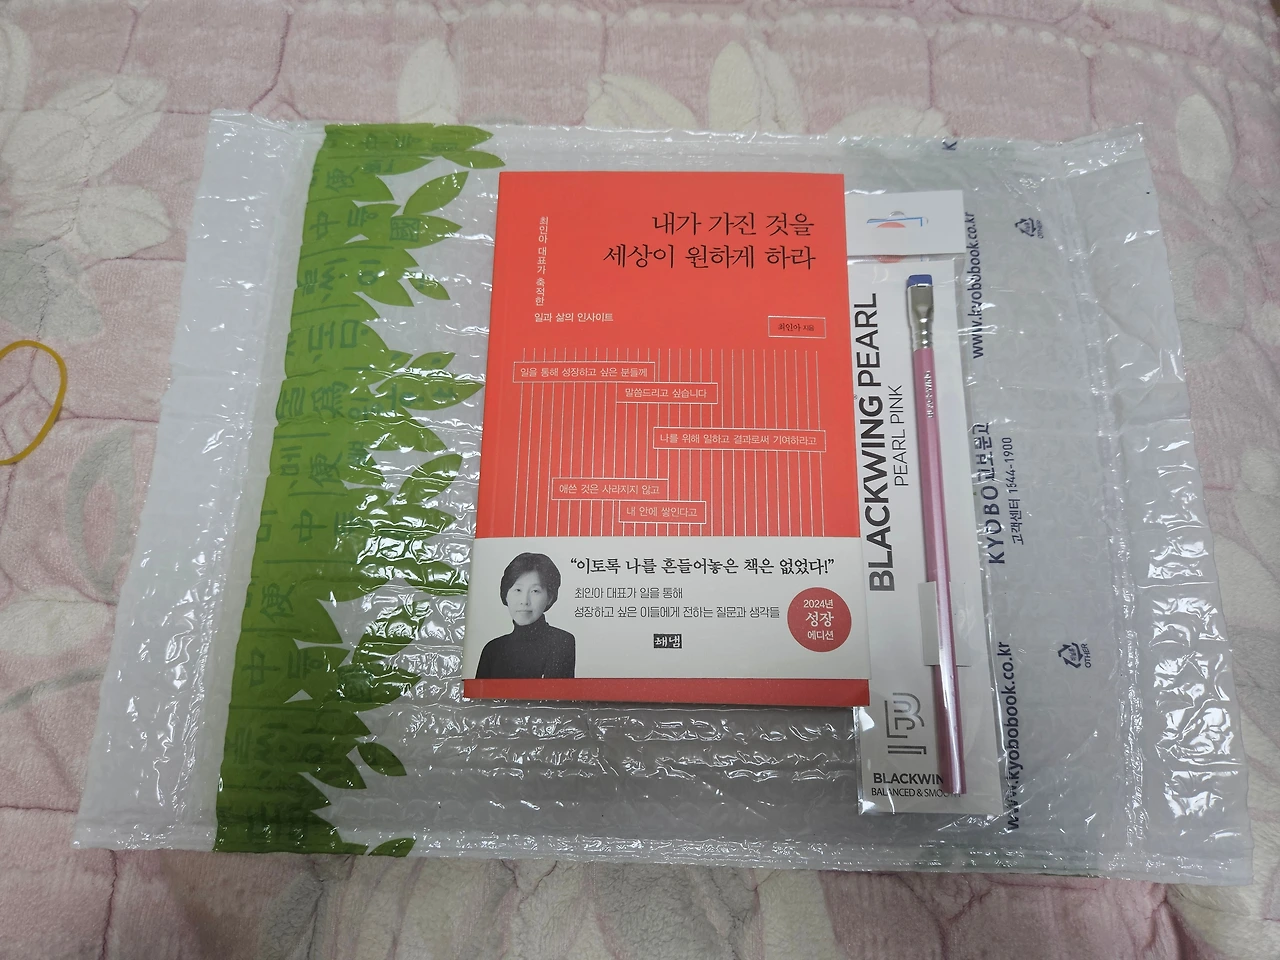 내가 가진 것을
세상이 원하게 하라
최인아 대표가 축적한
일과 삶의 인사이트
최인아 지음
일을 통해 성장하고 싶은 분들께
말씀드리고 싶습니다
나를 위해 일하고 결과로써 기여하라고
애쓴 것은 사라지지 않고
내 안에 쌓인다고
“이토록 나를 흔들어놓은 책은 없었다!”
최인아 대표가 일을 통해
성장하고 싶은 이들에게 전하는 질문과 생각들
해냄
2024년
성장
에디션
BLACKWING PEARL
PEARL PINK
BLACKWIN
BALANCED & SMOO
www.kyobobook.co.kr
KYOBO 교보문고
고객센터 1544-1900
www.kyobobook.co.kr
OTHER
OTHER